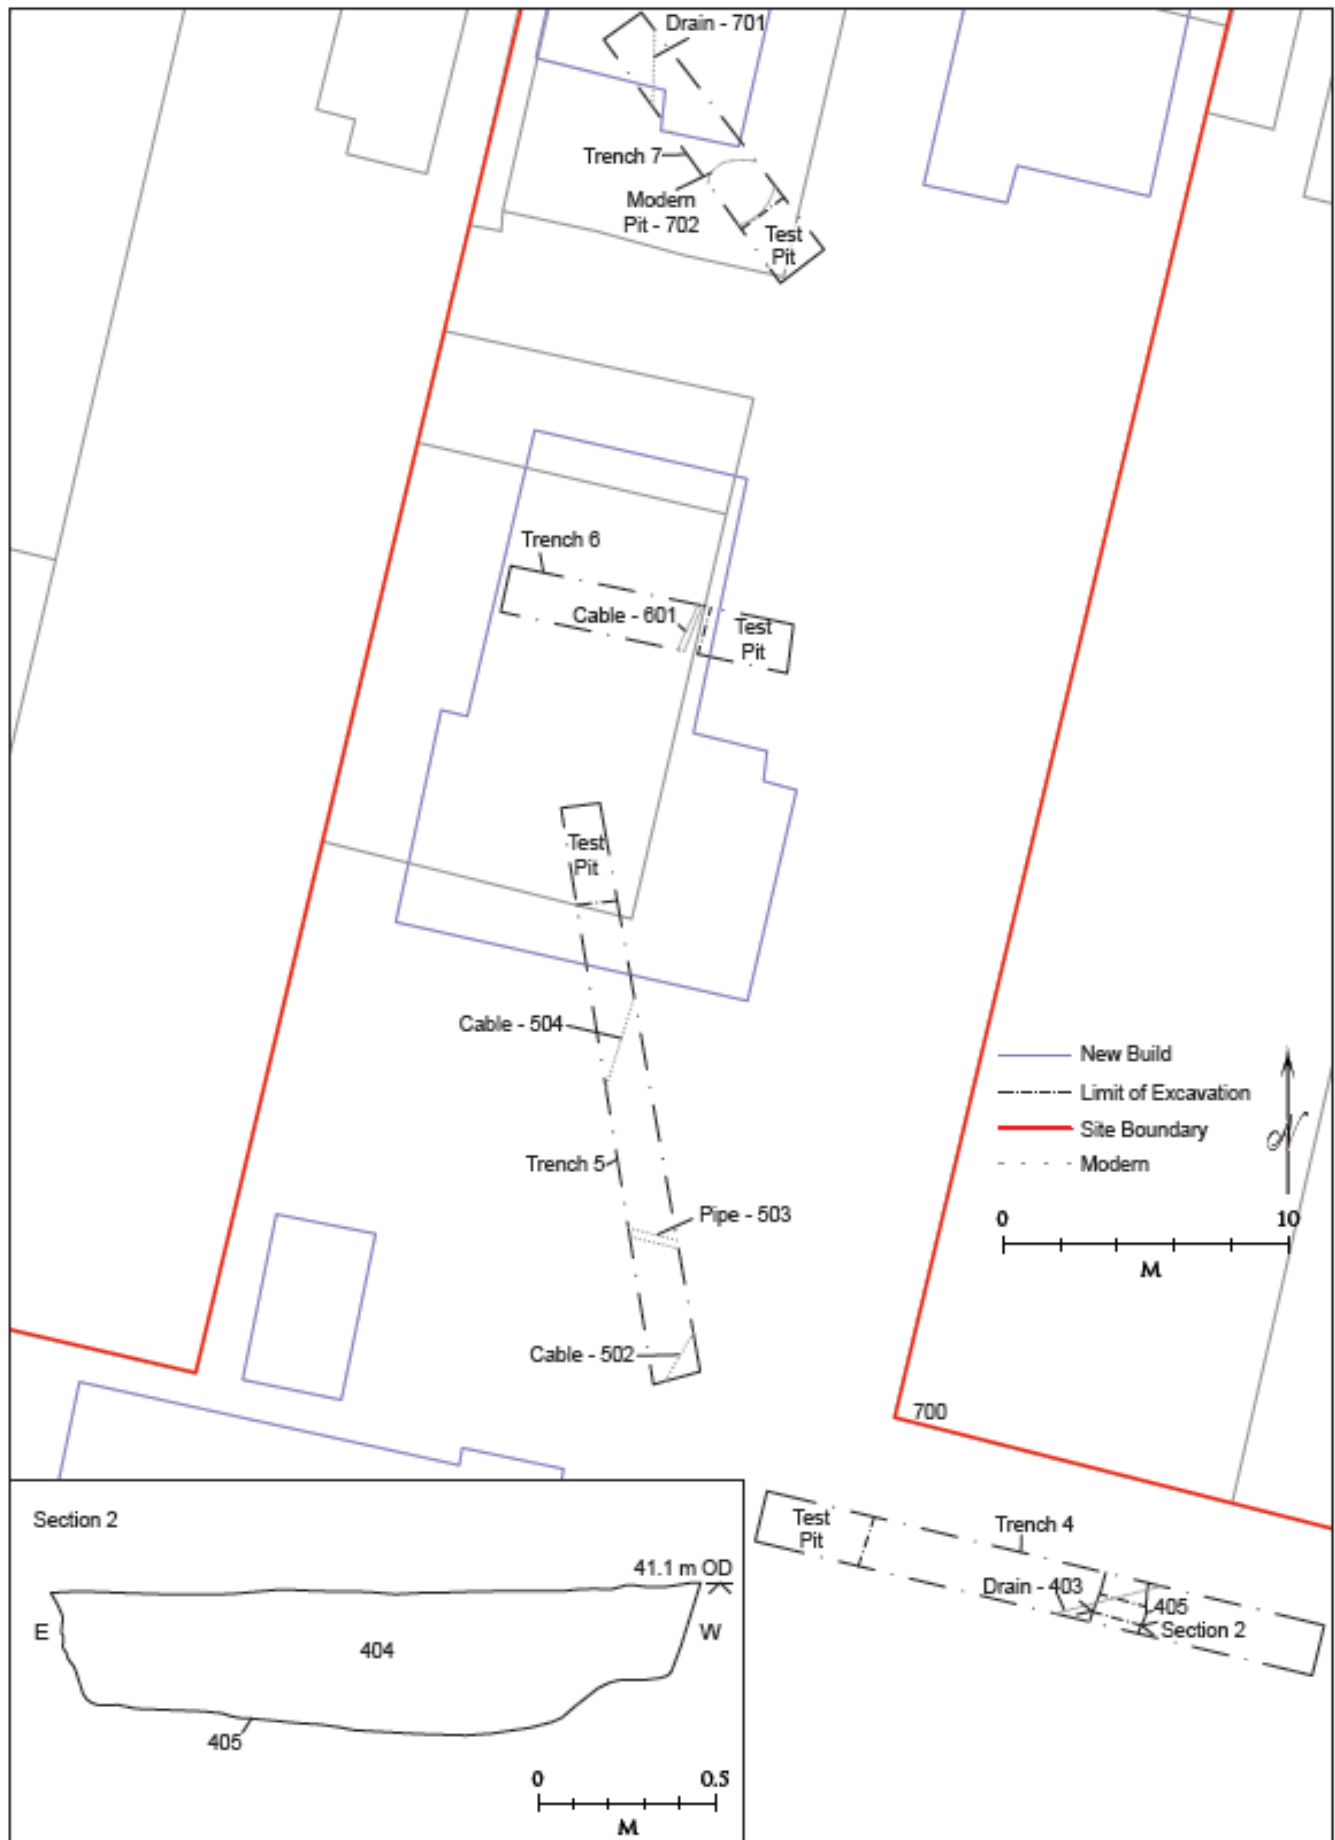 Drain - 701
Trench 7
Modern
Pit - 702
Test
Pit
Trench 6
Cable - 601
Test
Pit
Test
Pit
Cable - 504
New Build
Limit of Excavation
Site Boundary
Modern
N
Trench 5
Pipe - 503
0 10
M
Cable - 502
700
Test
Pit
Trench 4
Drain - 403
405
Section 2
Section 2
41.1 m OD
E
W
404
405
0 0.5
M